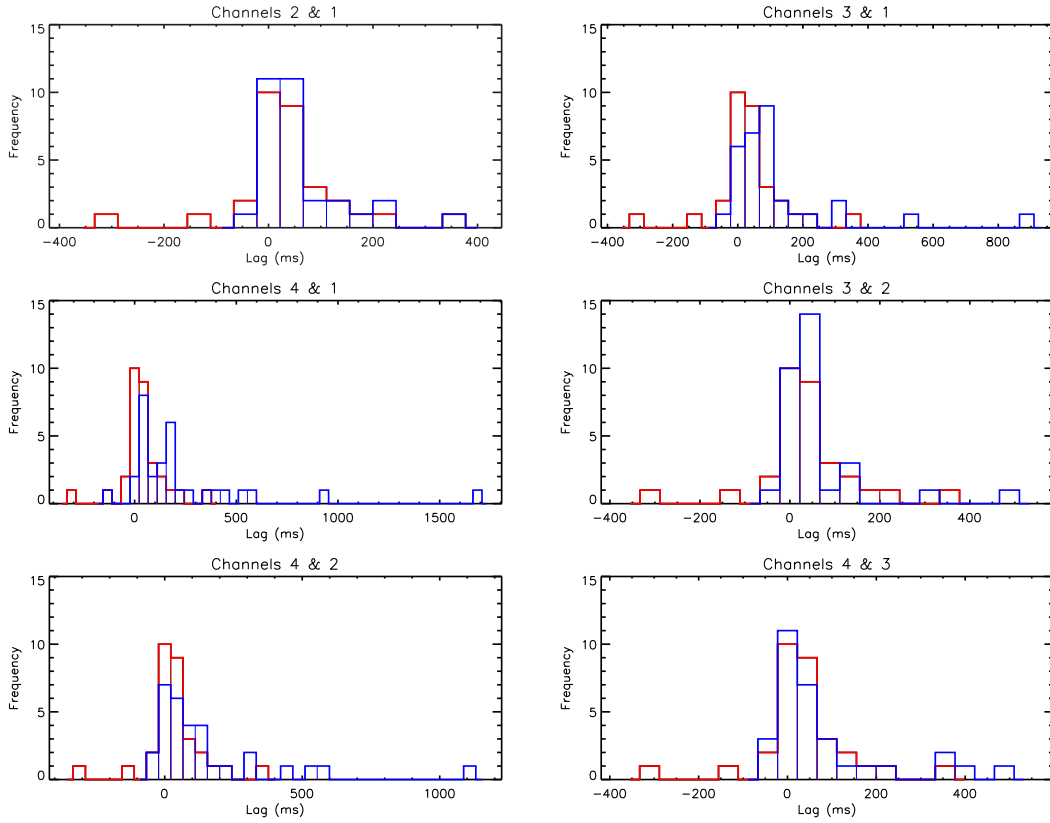 Channels 2 & 1
Frequency
15
10
5
0
-400 -200 0 200 400
Lag (ms)
Channels 3 & 1
Frequency
15
10
5
0
-400 -200 0 200 400 600 800
Lag (ms)
Channels 4 & 1
Frequency
15
10
5
0
0 500 1000 1500
Lag (ms)
Channels 3 & 2
Frequency
15
10
5
0
-400 -200 0 200 400
Lag (ms)
Channels 4 & 2
Frequency
15
10
5
0
0 500 1000
Lag (ms)
Channels 4 & 3
Frequency
15
10
5
0
-400 -200 0 200 400
Lag (ms)